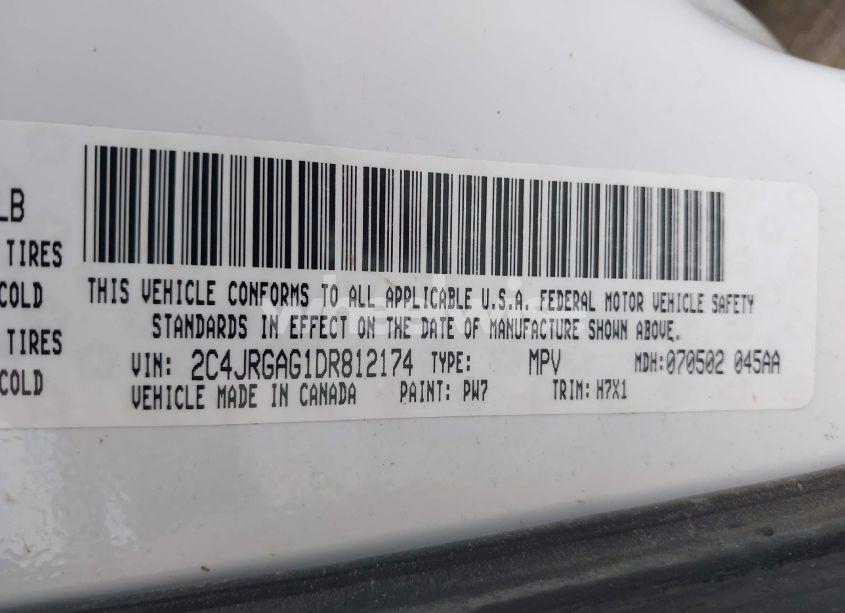 LB
TIRES
COLD
TIRES
COLD
THIS VEHICLE CONFORMS TO ALL APPLICABLE U.S.A. FEDERAL MOTOR VEHICLE SAFETY
STANDARDS IN EFFECT ON THE DATE OF MANUFACTURE SHOWN ABOVE.
VIN: 2C4JRGAG1DR812174 TYPE: MPV MDH:070502 045AA
VEHICLE MADE IN CANADA PAINT: PW7 TRIM: H7X1